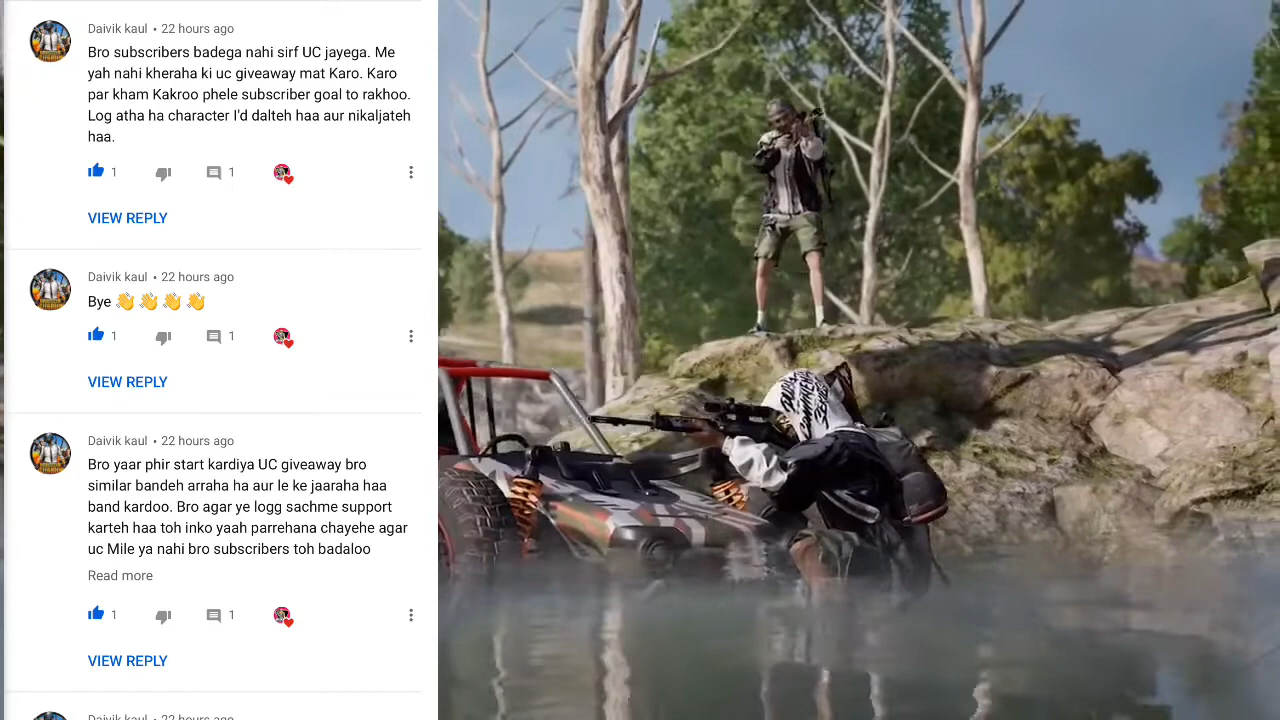 Daivik kaul • 22 hours ago
Bro subscribers badega nahi sirf UC jayega. Me
yah nahi kheraha ki uc giveaway mat Karo. Karo
par kham Kakroo phele subscriber goal to rakhoo.
Log atha ha character I'd dalteh haa aur nikaljateh
haa.
1 1
VIEW REPLY
Daivik kaul • 22 hours ago
Bye 👋 👋 👋 👋
1 1
VIEW REPLY
Daivik kaul • 22 hours ago
Bro yaar phir start kardiya UC giveaway bro
similar bandeh arraha ha aur le ke jaaraha haa
band kardoo. Bro agar ye logg sachme support
karteh haa toh inko yaah parrehana chayehe agar
uc Mile ya nahi bro subscribers toh badaloo
Read more
1 1
VIEW REPLY
Daivik kaul • 22 hours ago